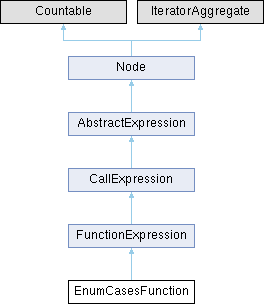 Countable
IteratorAggregate
Node
AbstractExpression
CallExpression
FunctionExpression
EnumCasesFunction